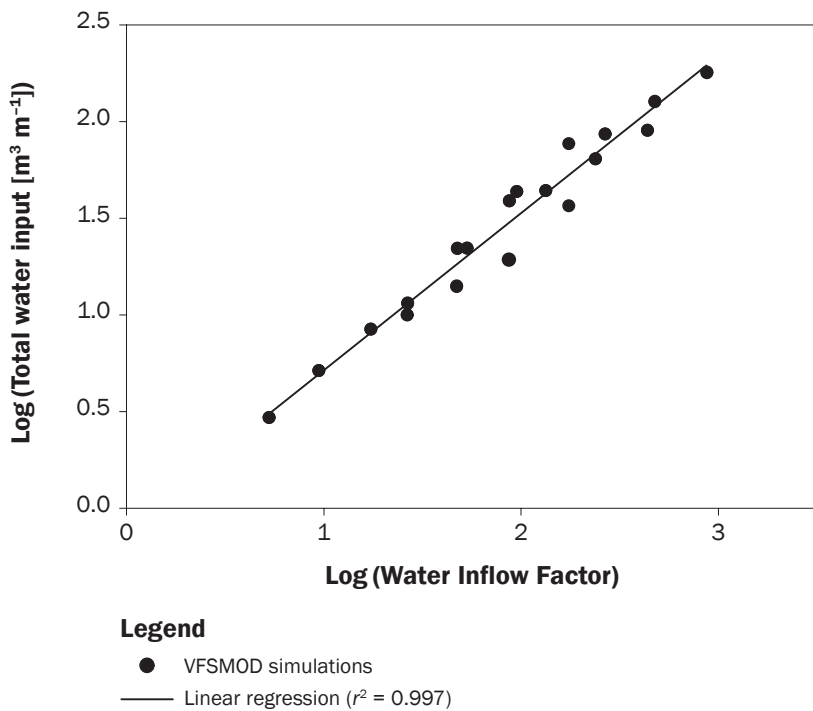 2.5
2.0
1.5
1.0
0.5
0.0
Log (Total water input [m³ m⁻¹])
0 1 2 3
Log (Water Inflow Factor)
Legend
VFSMOD simulations
Linear regression (r² = 0.997)